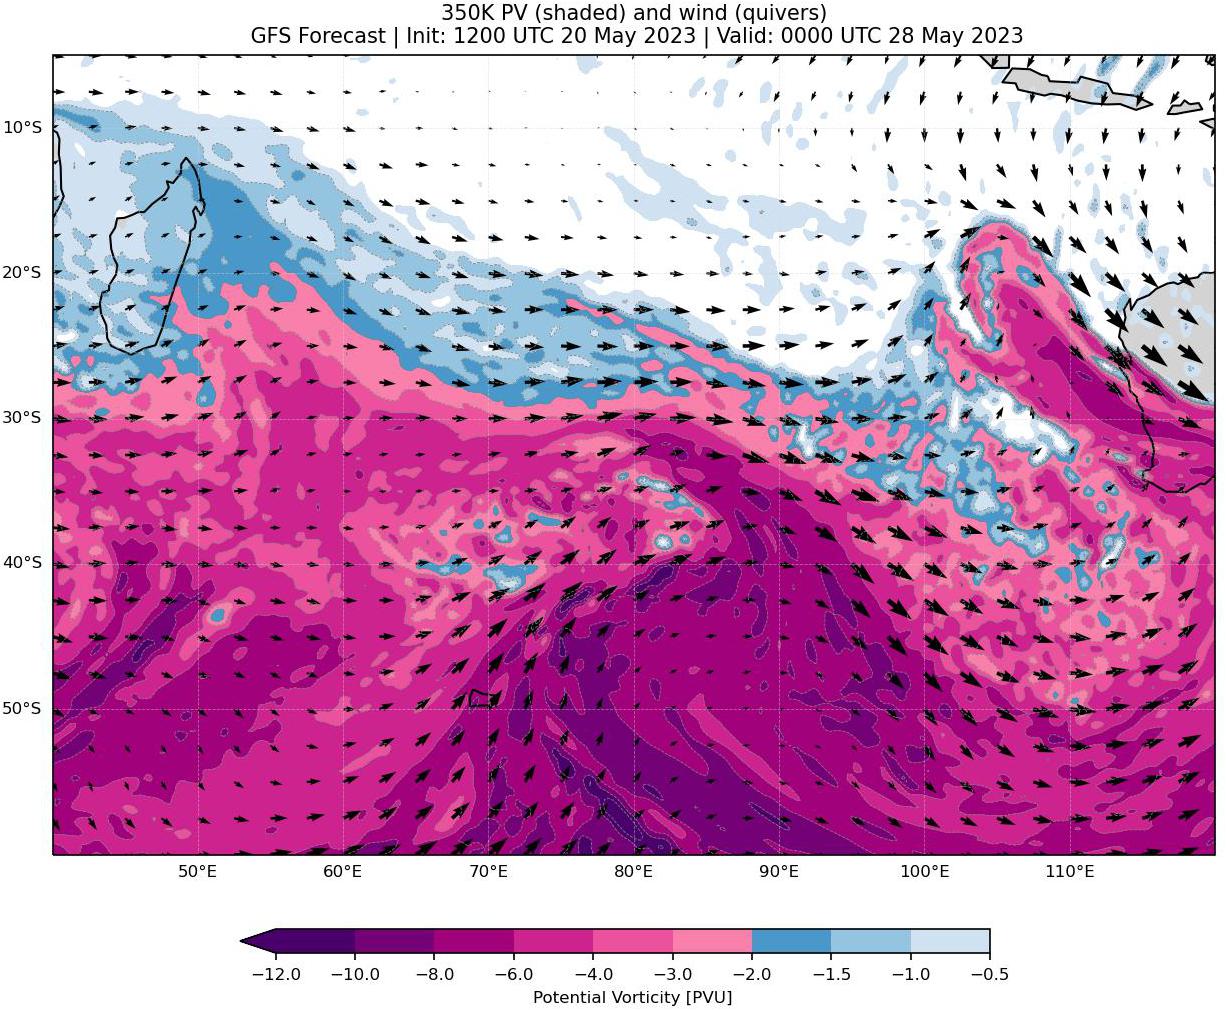 350K PV (shaded) and wind (quivers)
GFS Forecast | Init: 1200 UTC 20 May 2023 | Valid: 0000 UTC 28 May 2023
10°S
20°S
30°S
40°S
50°S
50°E 60°E 70°E 80°E 90°E 100°E 110°E
−12.0 −10.0 −8.0 −6.0 −4.0 −3.0 −2.0 −1.5 −1.0 −0.5
Potential Vorticity [PVU]